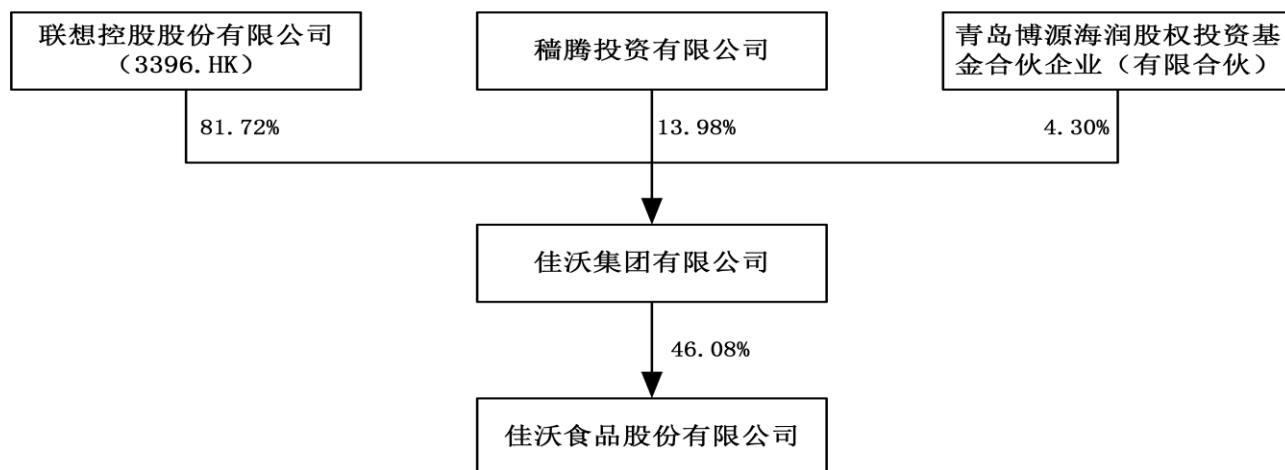 联想控股股份有限公司
（3396.HK）
穑腾投资有限公司
青岛博源海润股权投资基
金合伙企业（有限合伙）
81.72%
13.98%
4.30%
佳沃集团有限公司
46.08%
佳沃食品股份有限公司